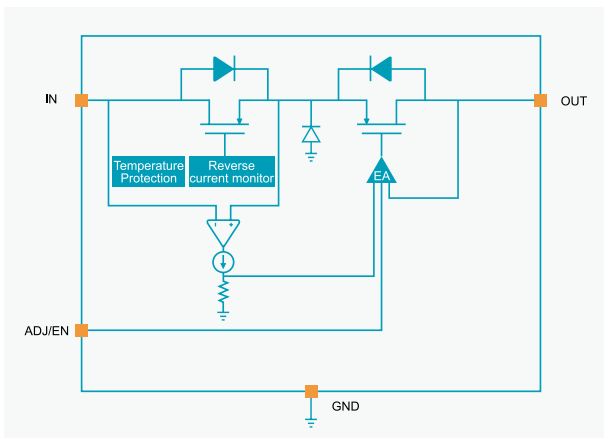 IN
OUT
Temperature
Protection
Reverse
current monitor
EA
- +
ADJ/EN
GND